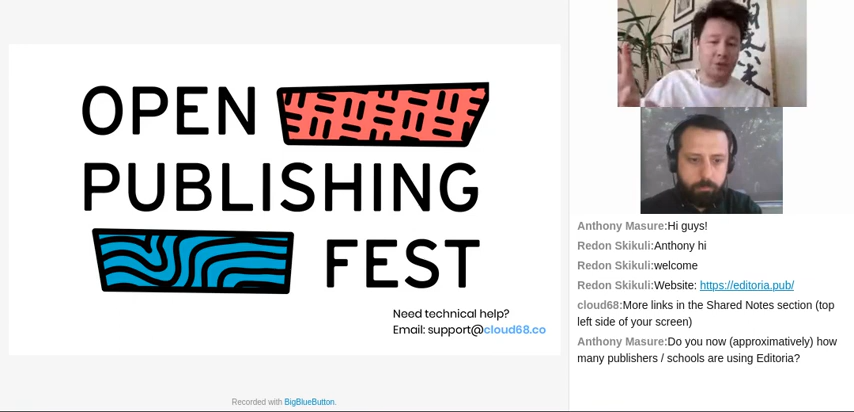 OPEN
PUBLISHING
FEST
Need technical help?
Email: support@cloud68.co
Recorded with BigBlueButton.
Anthony Masure:Hi guys!
Redon Skikuli:Anthony hi
Redon Skikuli:welcome
Redon Skikuli:Website: https://editoria.pub/
cloud68:More links in the Shared Notes section (top
left side of your screen)
Anthony Masure:Do you now (approximatively) how
many publishers / schools are using Editoria?